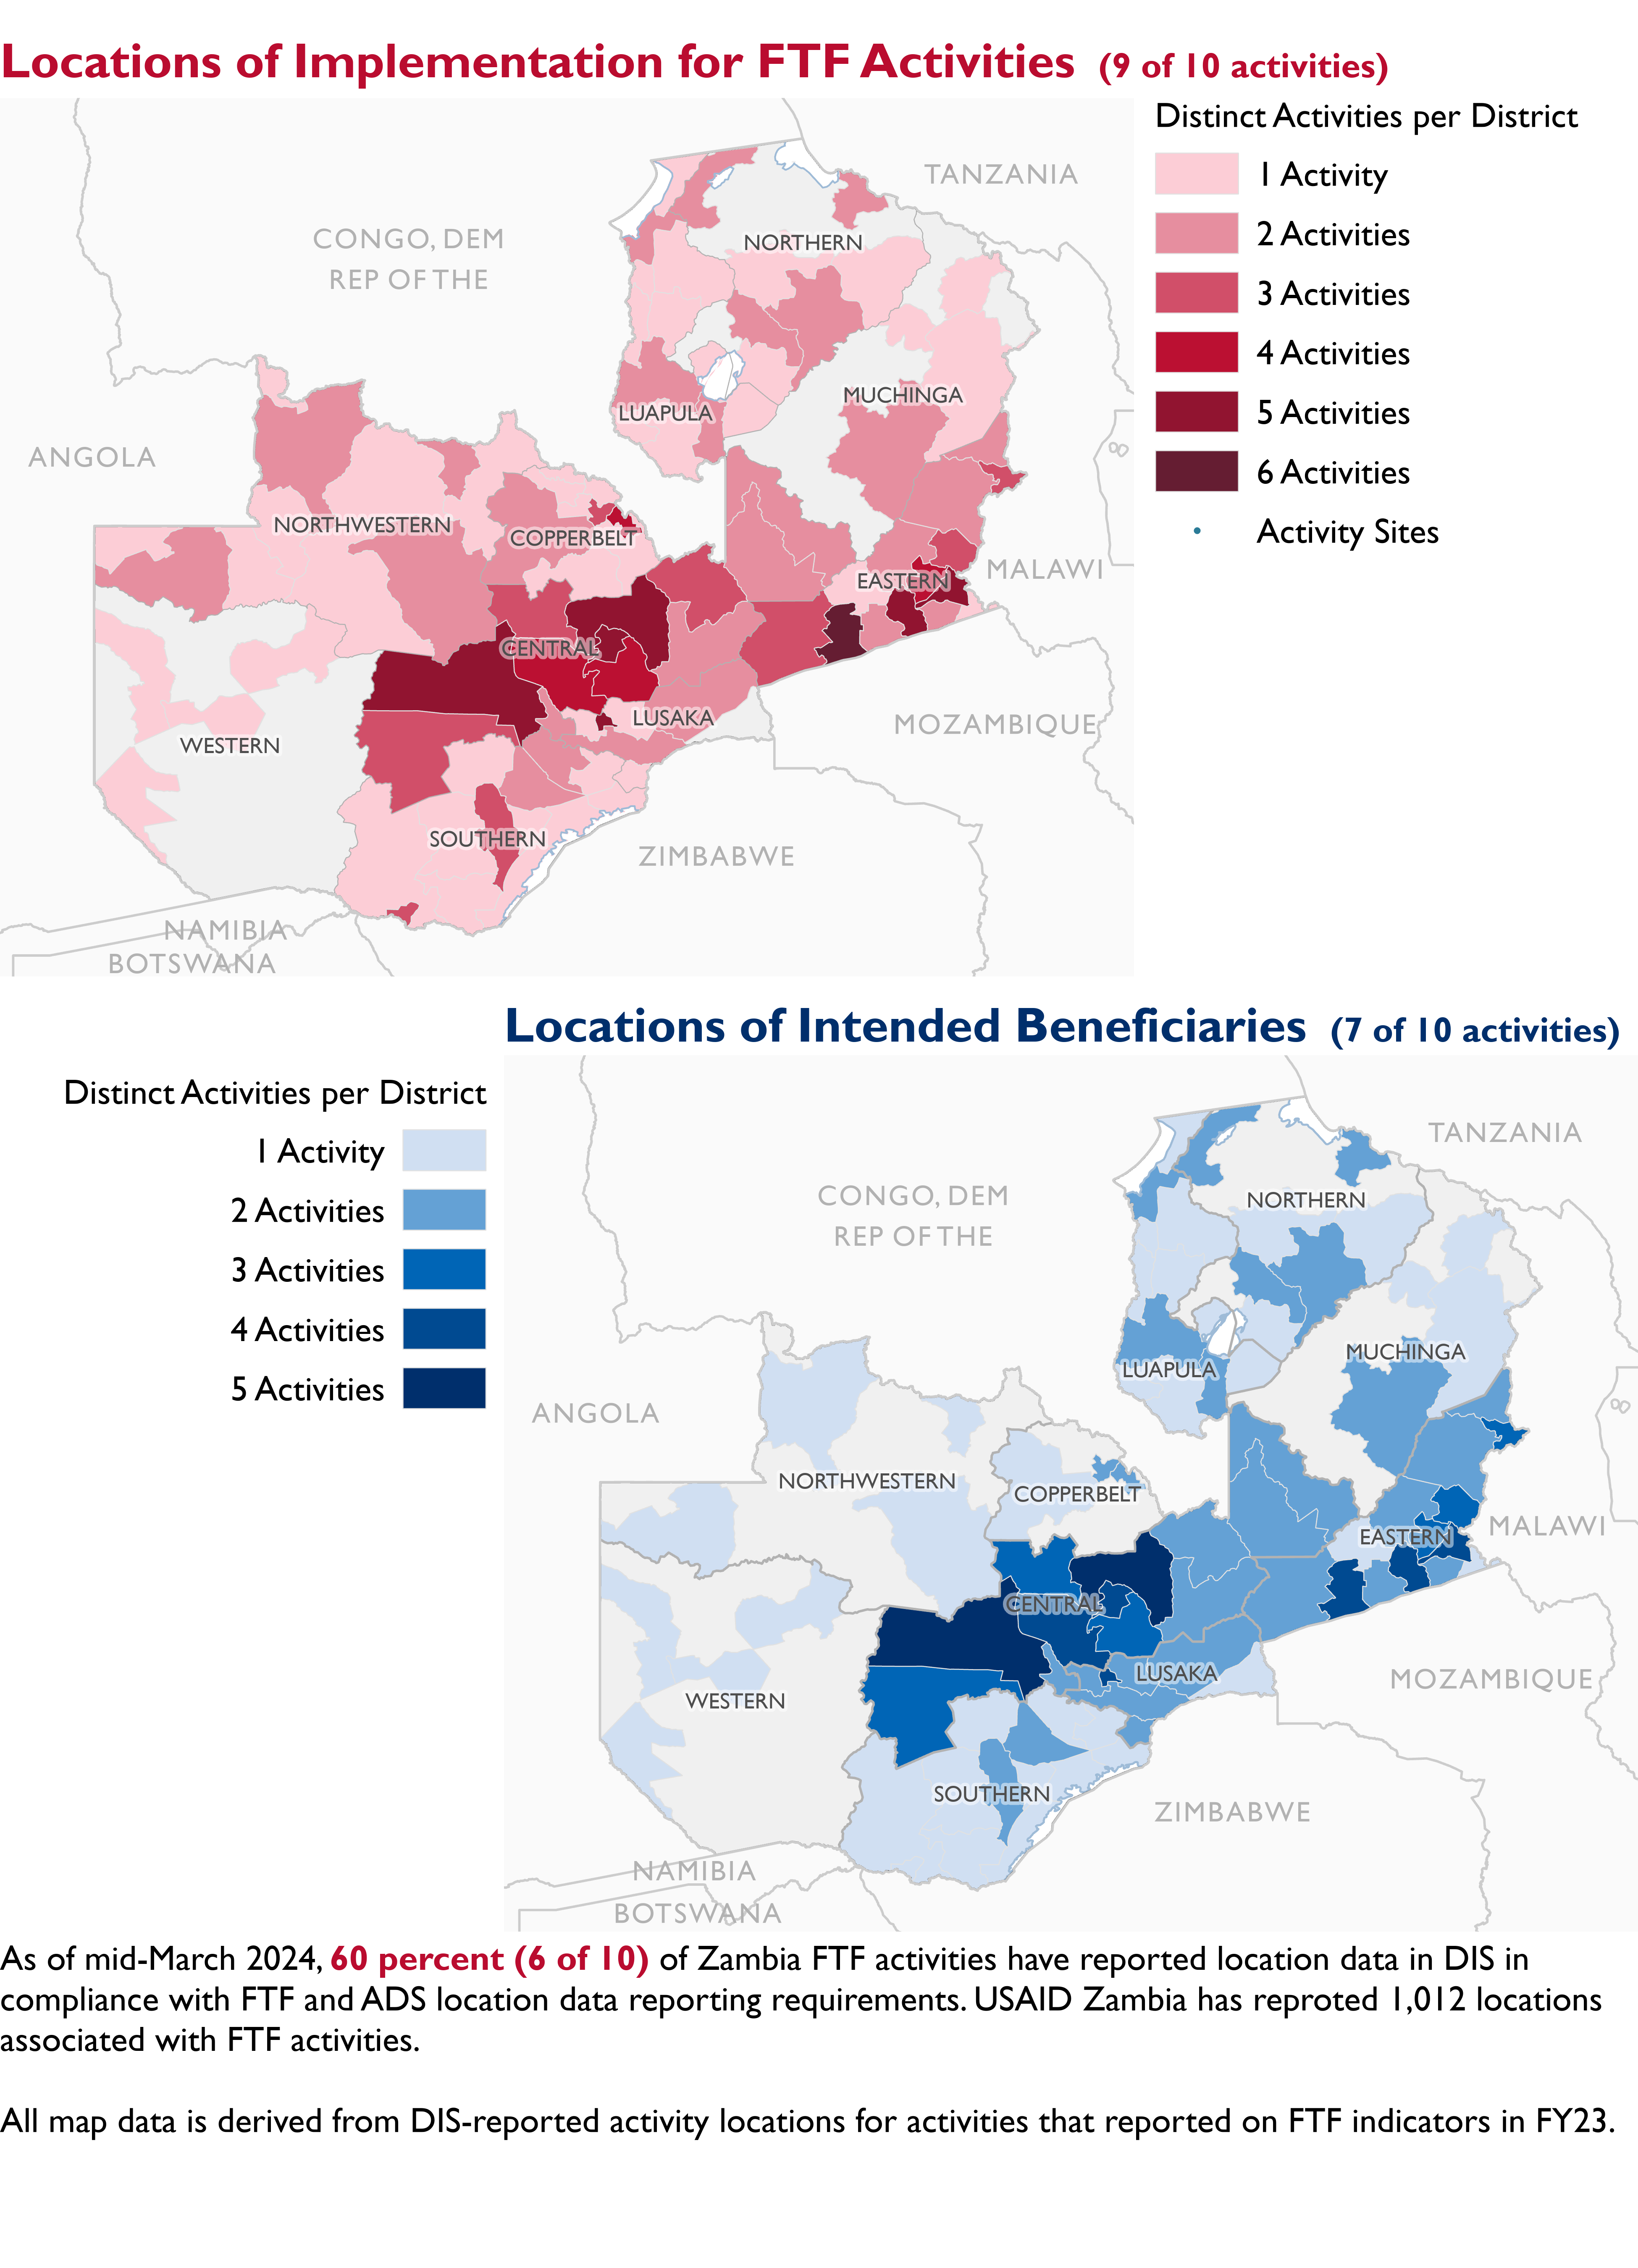 Locations of Implementation for FTF Activities (9 of 10 activities)
Distinct Activities per District
1 Activity
2 Activities
3 Activities
4 Activities
5 Activities
6 Activities
Activity Sites
TANZANIA
CONGO, DEM
REP OF THE
NORTHERN
MUCHINGA
LUAPULA
ANGOLA
NORTHWESTERN
COPPERBELT
MALAWI
EASTERN
CENTRAL
LUSAKA
MOZAMBIQUE
WESTERN
SOUTHERN
ZIMBABWE
NAMIBIA
BOTSWANA
Locations of Intended Beneficiaries (7 of 10 activities)
Distinct Activities per District
1 Activity
2 Activities
3 Activities
4 Activities
5 Activities
TANZANIA
CONGO, DEM
REP OF THE
NORTHERN
MUCHINGA
LUAPULA
ANGOLA
NORTHWESTERN
COPPERBELT
MALAWI
EASTERN
CENTRAL
LUSAKA
MOZAMBIQUE
WESTERN
SOUTHERN
ZIMBABWE
NAMIBIA
BOTSWANA
As of mid-March 2024, 60 percent (6 of 10) of Zambia FTF activities have reported location data in DIS in
compliance with FTF and ADS location data reporting requirements. USAID Zambia has reproted 1,012 locations
associated with FTF activities.
All map data is derived from DIS-reported activity locations for activities that reported on FTF indicators in FY23.